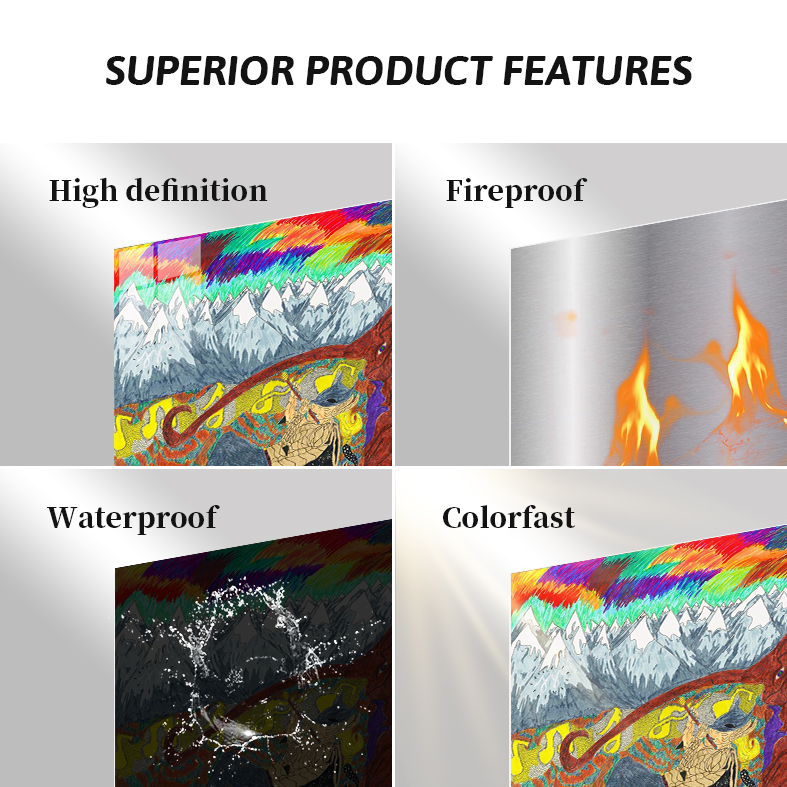 SUPERIOR PRODUCT FEATURES
High definition
Fireproof
Waterproof
Colorfast